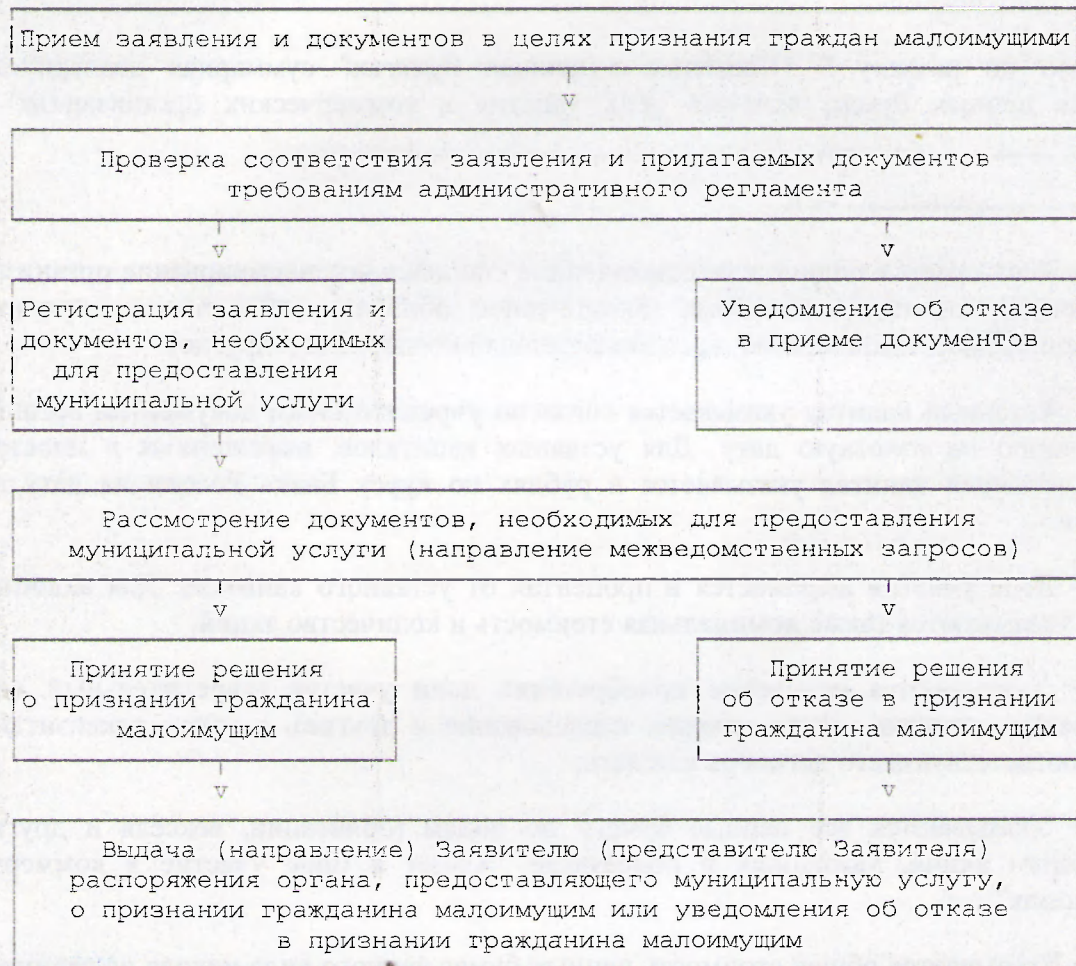 Прием заявления и документов в целях признания граждан малоимущими
Проверка соответствия заявления и прилагаемых документов
требованиям административного регламента
Регистрация заявления и
документов, необходимых
для предоставления
муниципальной услуги
Уведомление об отказе
в приеме документов
Рассмотрение документов, необходимых для предоставления
муниципальной услуги (направление межведомственных запросов)
Принятие решения
о признании гражданина
малоимущим
Принятие решения
об отказе в признании
гражданина малоимущим
Выдача (направление) Заявителю (представителю Заявителя)
распоряжения органа, предоставляющего муниципальную услугу,
о признании гражданина малоимущим или уведомления об отказе
в признании гражданина малоимущим